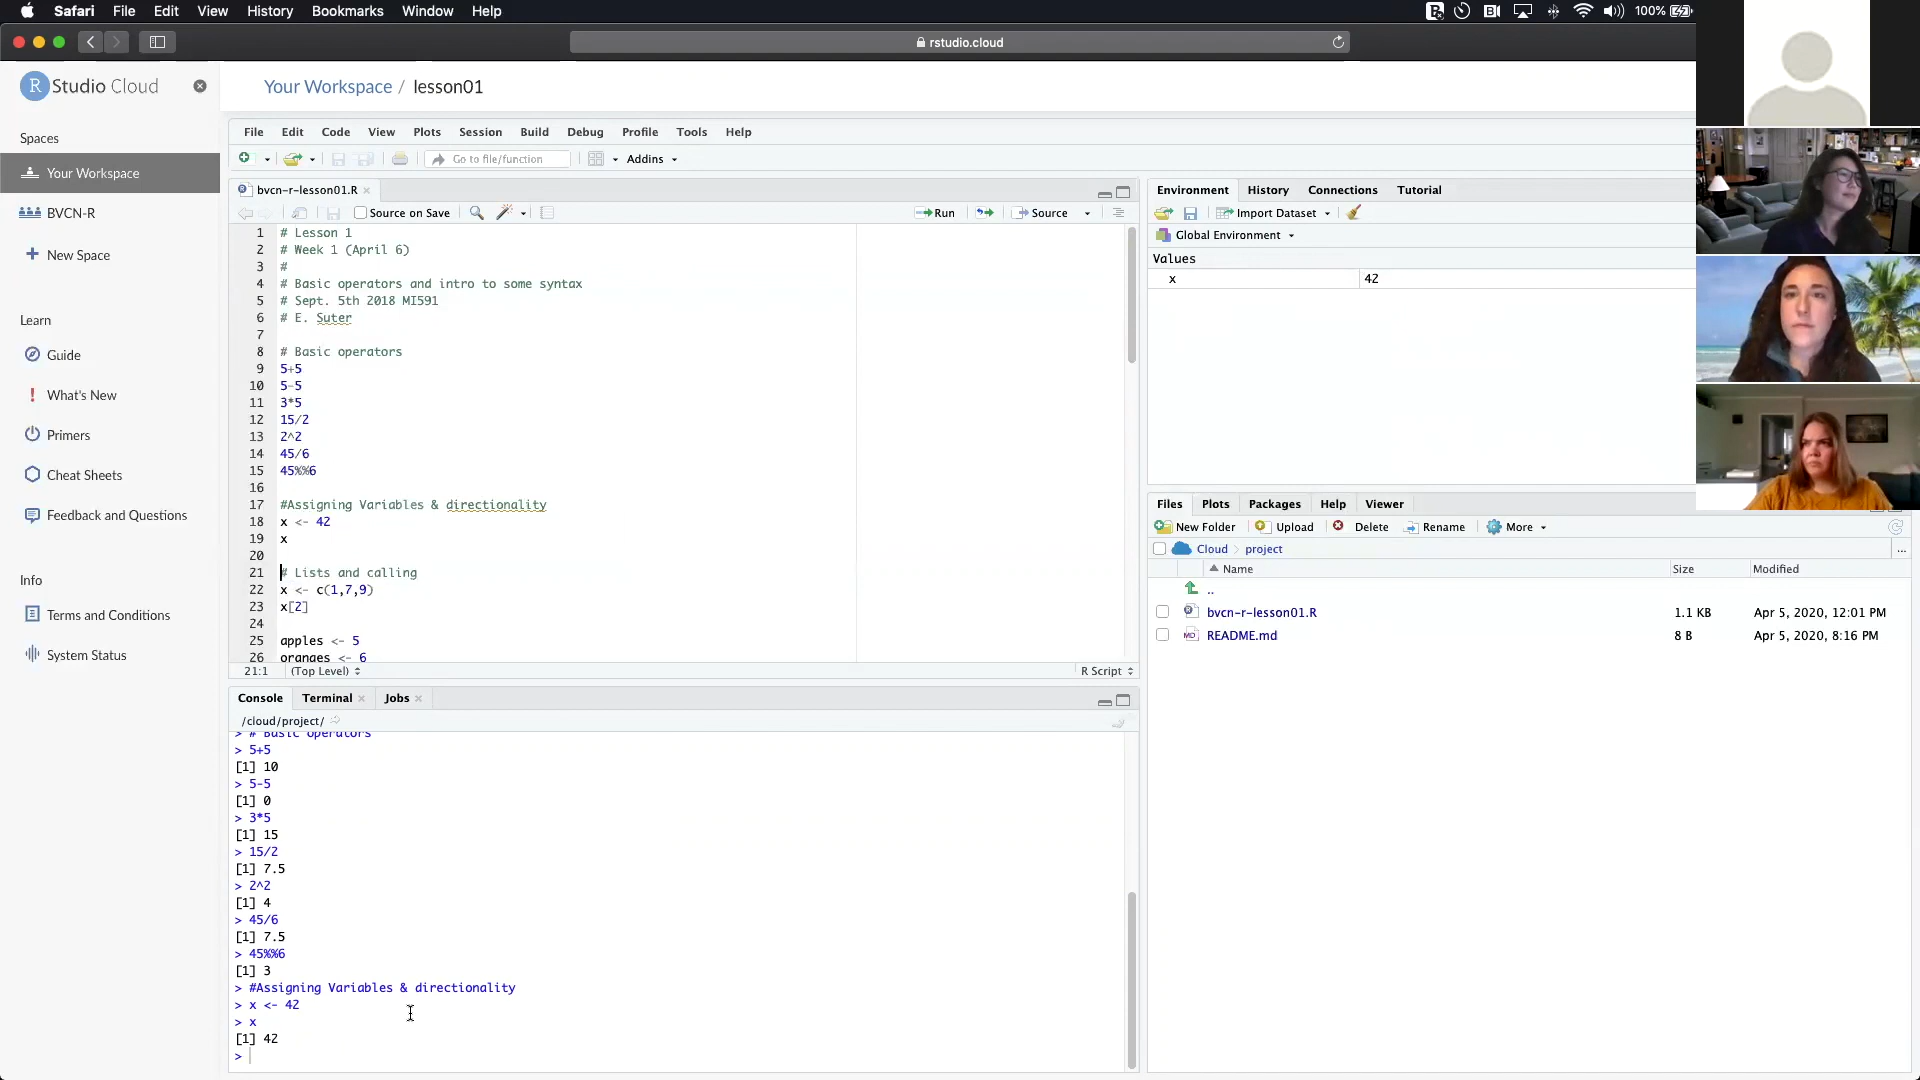 Safari File Edit View History Bookmarks Window Help 100%
rstudio.cloud
R Studio Cloud
Your Workspace / lesson01
Spaces
Your Workspace
BVCN-R
New Space
Learn
Guide
What's New
Primers
Cheat Sheets
Feedback and Questions
Info
Terms and Conditions
System Status
File Edit Code View Plots Session Build Debug Profile Tools Help
Go to file/function Addins
bvcn-r-lesson01.R
Source on Save Run Source
1 # Lesson 1
2 # Week 1 (April 6)
3 #
4 # Basic operators and intro to some syntax
5 # Sept. 5th 2018 MI591
6 # E. Suter
7
8 # Basic operators
9 5+5
10 5-5
11 3*5
12 15/2
13 2^2
14 45/6
15 45%%6
16
17 #Assigning Variables & directionality
18 x <- 42
19 x
20
21 # Lists and calling
22 x <- c(1,7,9)
23 x[2]
24
25 apples <- 5
26 oranges <- 6
21:1 (Top Level) R Script
Console Terminal Jobs
/cloud/project/
> # Basic operators
> 5+5
[1] 10
> 5-5
[1] 0
> 3*5
[1] 15
> 15/2
[1] 7.5
> 2^2
[1] 4
> 45/6
[1] 7.5
> 45%%6
[1] 3
> #Assigning Variables & directionality
> x <- 42
> x
[1] 42
>
Environment History Connections Tutorial
Import Dataset
Global Environment
Values
x 42
Files Plots Packages Help Viewer
New Folder Upload Delete Rename More
Cloud project ...
Name Size Modified
..
bvcn-r-lesson01.R 1.1 KB Apr 5, 2020, 12:01 PM
MD README.md 8 B Apr 5, 2020, 8:16 PM